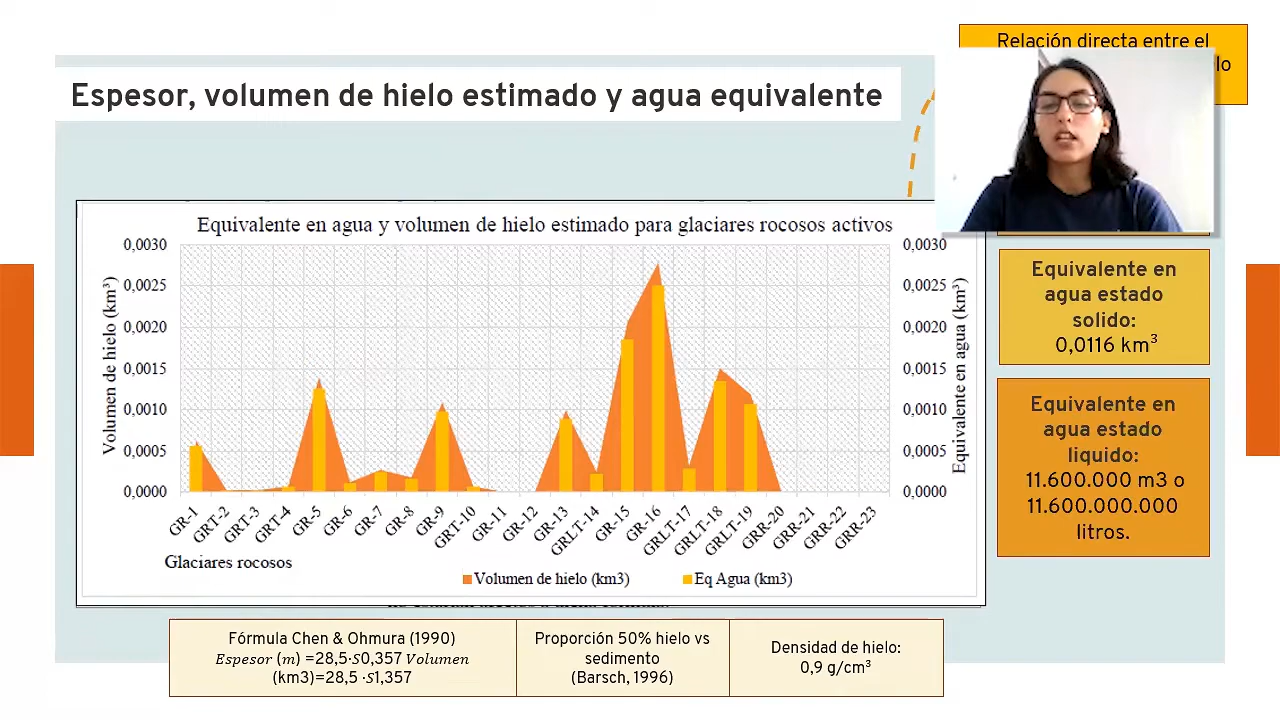 Relación directa entre el
lo
Espesor, volumen de hielo estimado y agua equivalente
Equivalente en agua y volumen de hielo estimado para glaciares rocosos activos
0,0030
0,0025
0,0020
0,0015
0,0010
0,0005
0,0000
Volumen de hielo (km³)
0,0030
0,0025
0,0020
0,0015
0,0010
0,0005
0,0000
Equivalente en agua (km³)
GR-1
GRT-2
GRT-3
GRT-4
GR-5
GR-6
GR-7
GR-8
GR-9
GRT-10
GR-11
GR-12
GR-13
GRLT-14
GR-15
GR-16
GRLT-17
GRLT-18
GRLT-19
GRR-20
GRR-21
GRR-22
GRR-23
Glaciares rocosos
Volumen de hielo (km3)
Eq Agua (km3)
Equivalente en
agua estado
solido:
0,0116 km³
Equivalente en
agua estado
liquido:
11.600.000 m3 o
11.600.000.000
litros.
Fórmula Chen & Ohmura (1990)
Espesor (m) =28,5·S0,357 Volumen
(km3)=28,5 ·S1,357
Proporción 50% hielo vs
sedimento
(Barsch, 1996)
Densidad de hielo:
0,9 g/cm³